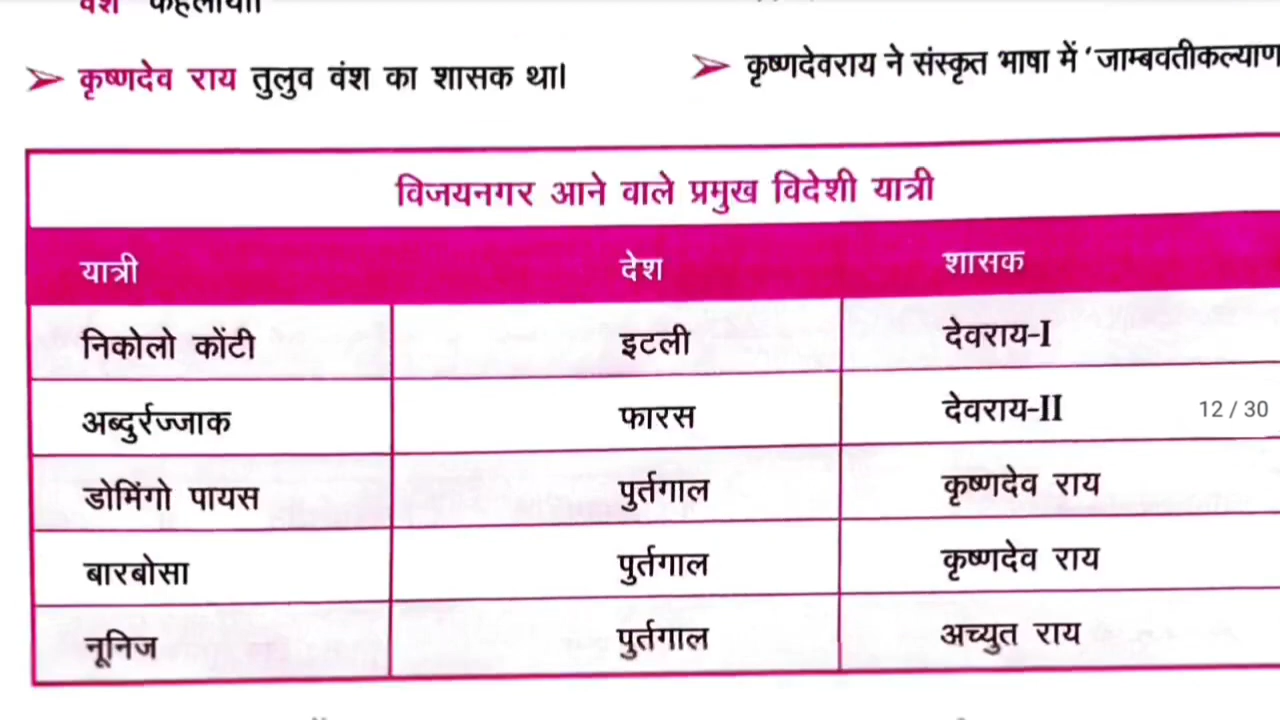 वंश कहलाया।
➢ कृष्णदेव राय तुलुव वंश का शासक था।
➢ कृष्णदेवराय ने संस्कृत भाषा में 'जाम्बवतीकल्याण
विजयनगर आने वाले प्रमुख विदेशी यात्री
यात्री देश शासक
निकोलो कोंटी इटली देवराय-I
अब्दुर्रज्जाक फारस देवराय-II
12 / 30
डोमिंगो पायस पुर्तगाल कृष्णदेव राय
बारबोसा पुर्तगाल कृष्णदेव राय
नूनिज पुर्तगाल अच्युत राय